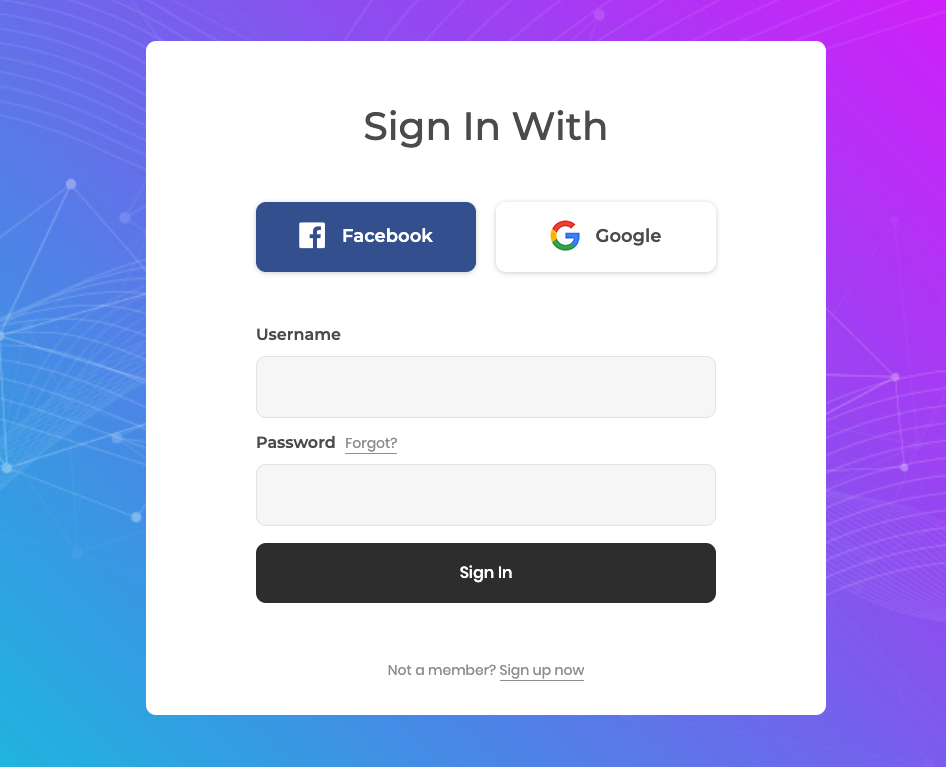 Sign In With
Facebook Google
Username
Password Forgot?
Sign In
Not a member? Sign up now